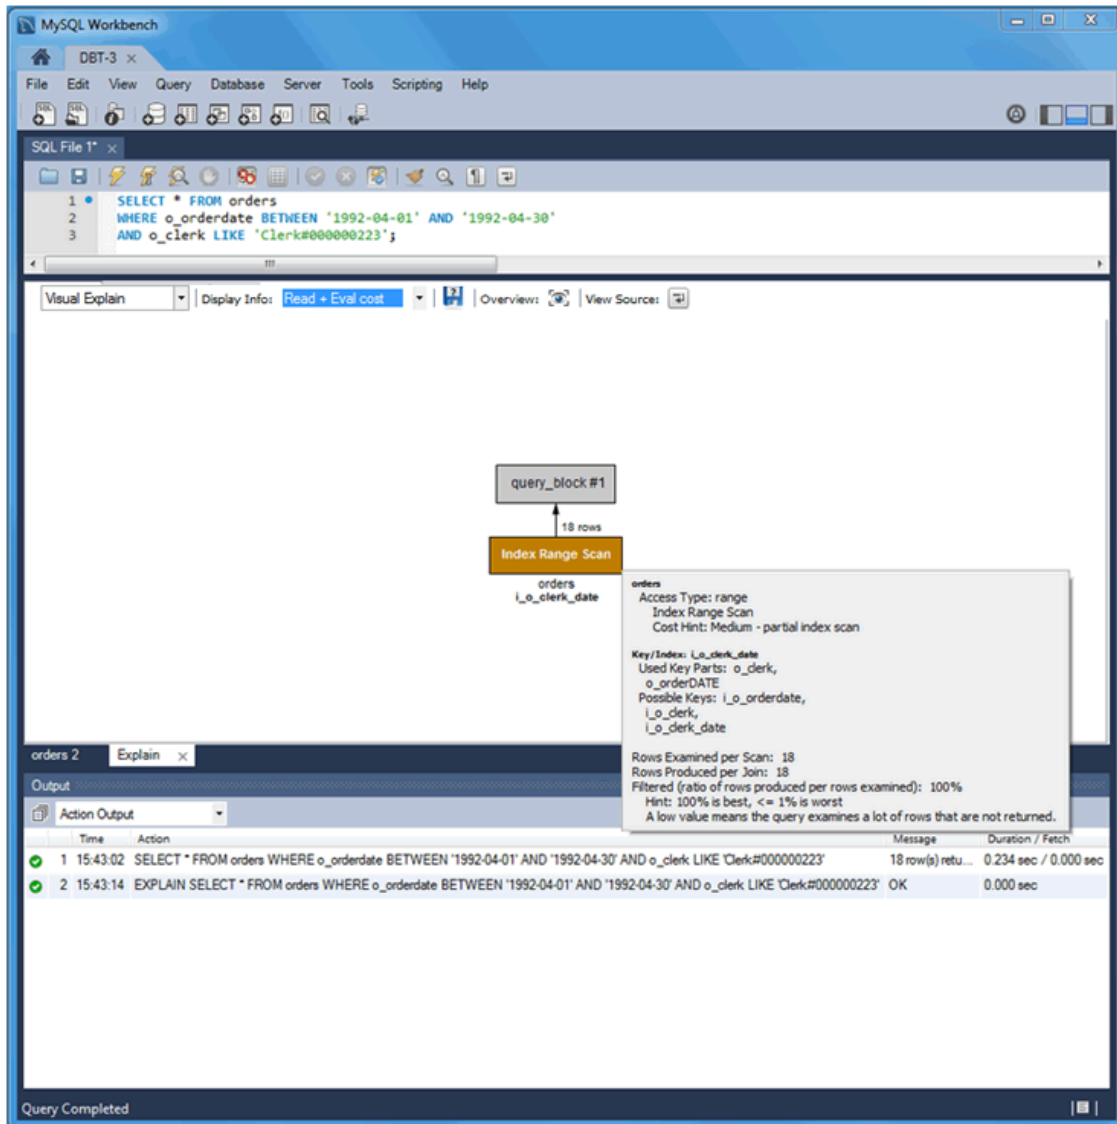 MySQL Workbench
DBT-3
File Edit View Query Database Server Tools Scripting Help
SQL File 1*
1 SELECT * FROM orders
2 WHERE o_orderdate BETWEEN '1992-04-01' AND '1992-04-30'
3 AND o_clerk LIKE 'Clerk#000000223';
Visual Explain Display Info: Read + Eval cost Overview: View Source:
query_block #1
18 rows
Index Range Scan
orders
i_o_clerk_date
orders
Access Type: range
Index Range Scan
Cost Hint: Medium - partial index scan
Key/Index: i_o_clerk_date
Used Key Parts: o_clerk,
o_orderDATE
Possible Keys: i_o_orderdate,
i_o_clerk,
i_o_clerk_date
Rows Examined per Scan: 18
Rows Produced per Join: 18
Filtered (ratio of rows produced per rows examined): 100%
Hint: 100% is best, <= 1% is worst
A low value means the query examines a lot of rows that are not returned.
orders 2 Explain
Output
Action Output
Time Action Message Duration / Fetch
1 15:43:02 SELECT * FROM orders WHERE o_orderdate BETWEEN '1992-04-01' AND '1992-04-30' AND o_clerk LIKE 'Clerk#000000223' 18 row(s) retu... 0.234 sec / 0.000 sec
2 15:43:14 EXPLAIN SELECT * FROM orders WHERE o_orderdate BETWEEN '1992-04-01' AND '1992-04-30' AND o_clerk LIKE 'Clerk#000000223' OK 0.000 sec
Query Completed